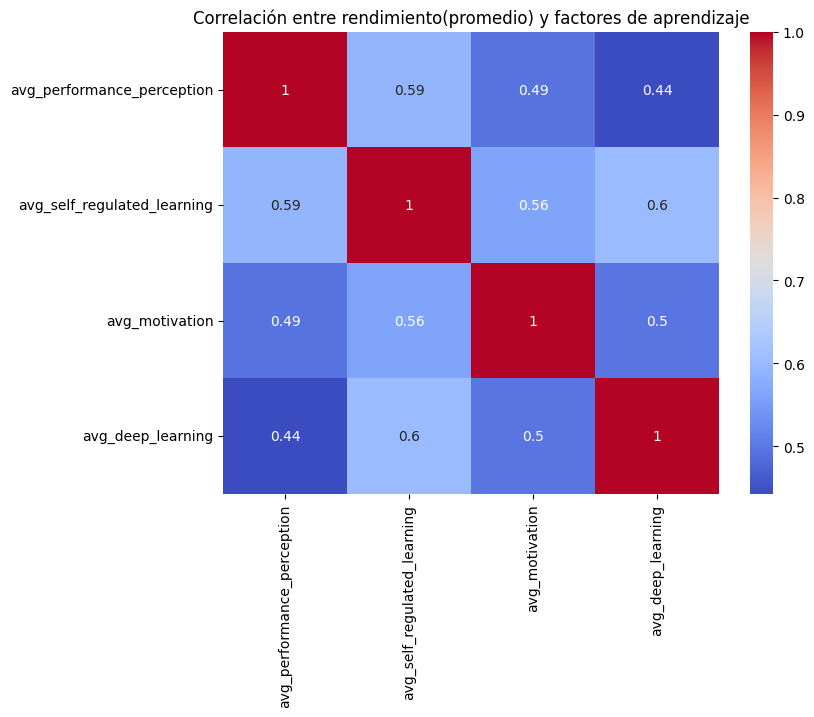 Correlación entre rendimiento(promedio) y factores de aprendizaje
avg_performance_perception
1 0.59 0.49 0.44
avg_self_regulated_learning
0.59 1 0.56 0.6
avg_motivation
0.49 0.56 1 0.5
avg_deep_learning
0.44 0.6 0.5 1
avg_performance_perception
avg_self_regulated_learning
avg_motivation
avg_deep_learning
1.0
0.9
0.8
0.7
0.6
0.5